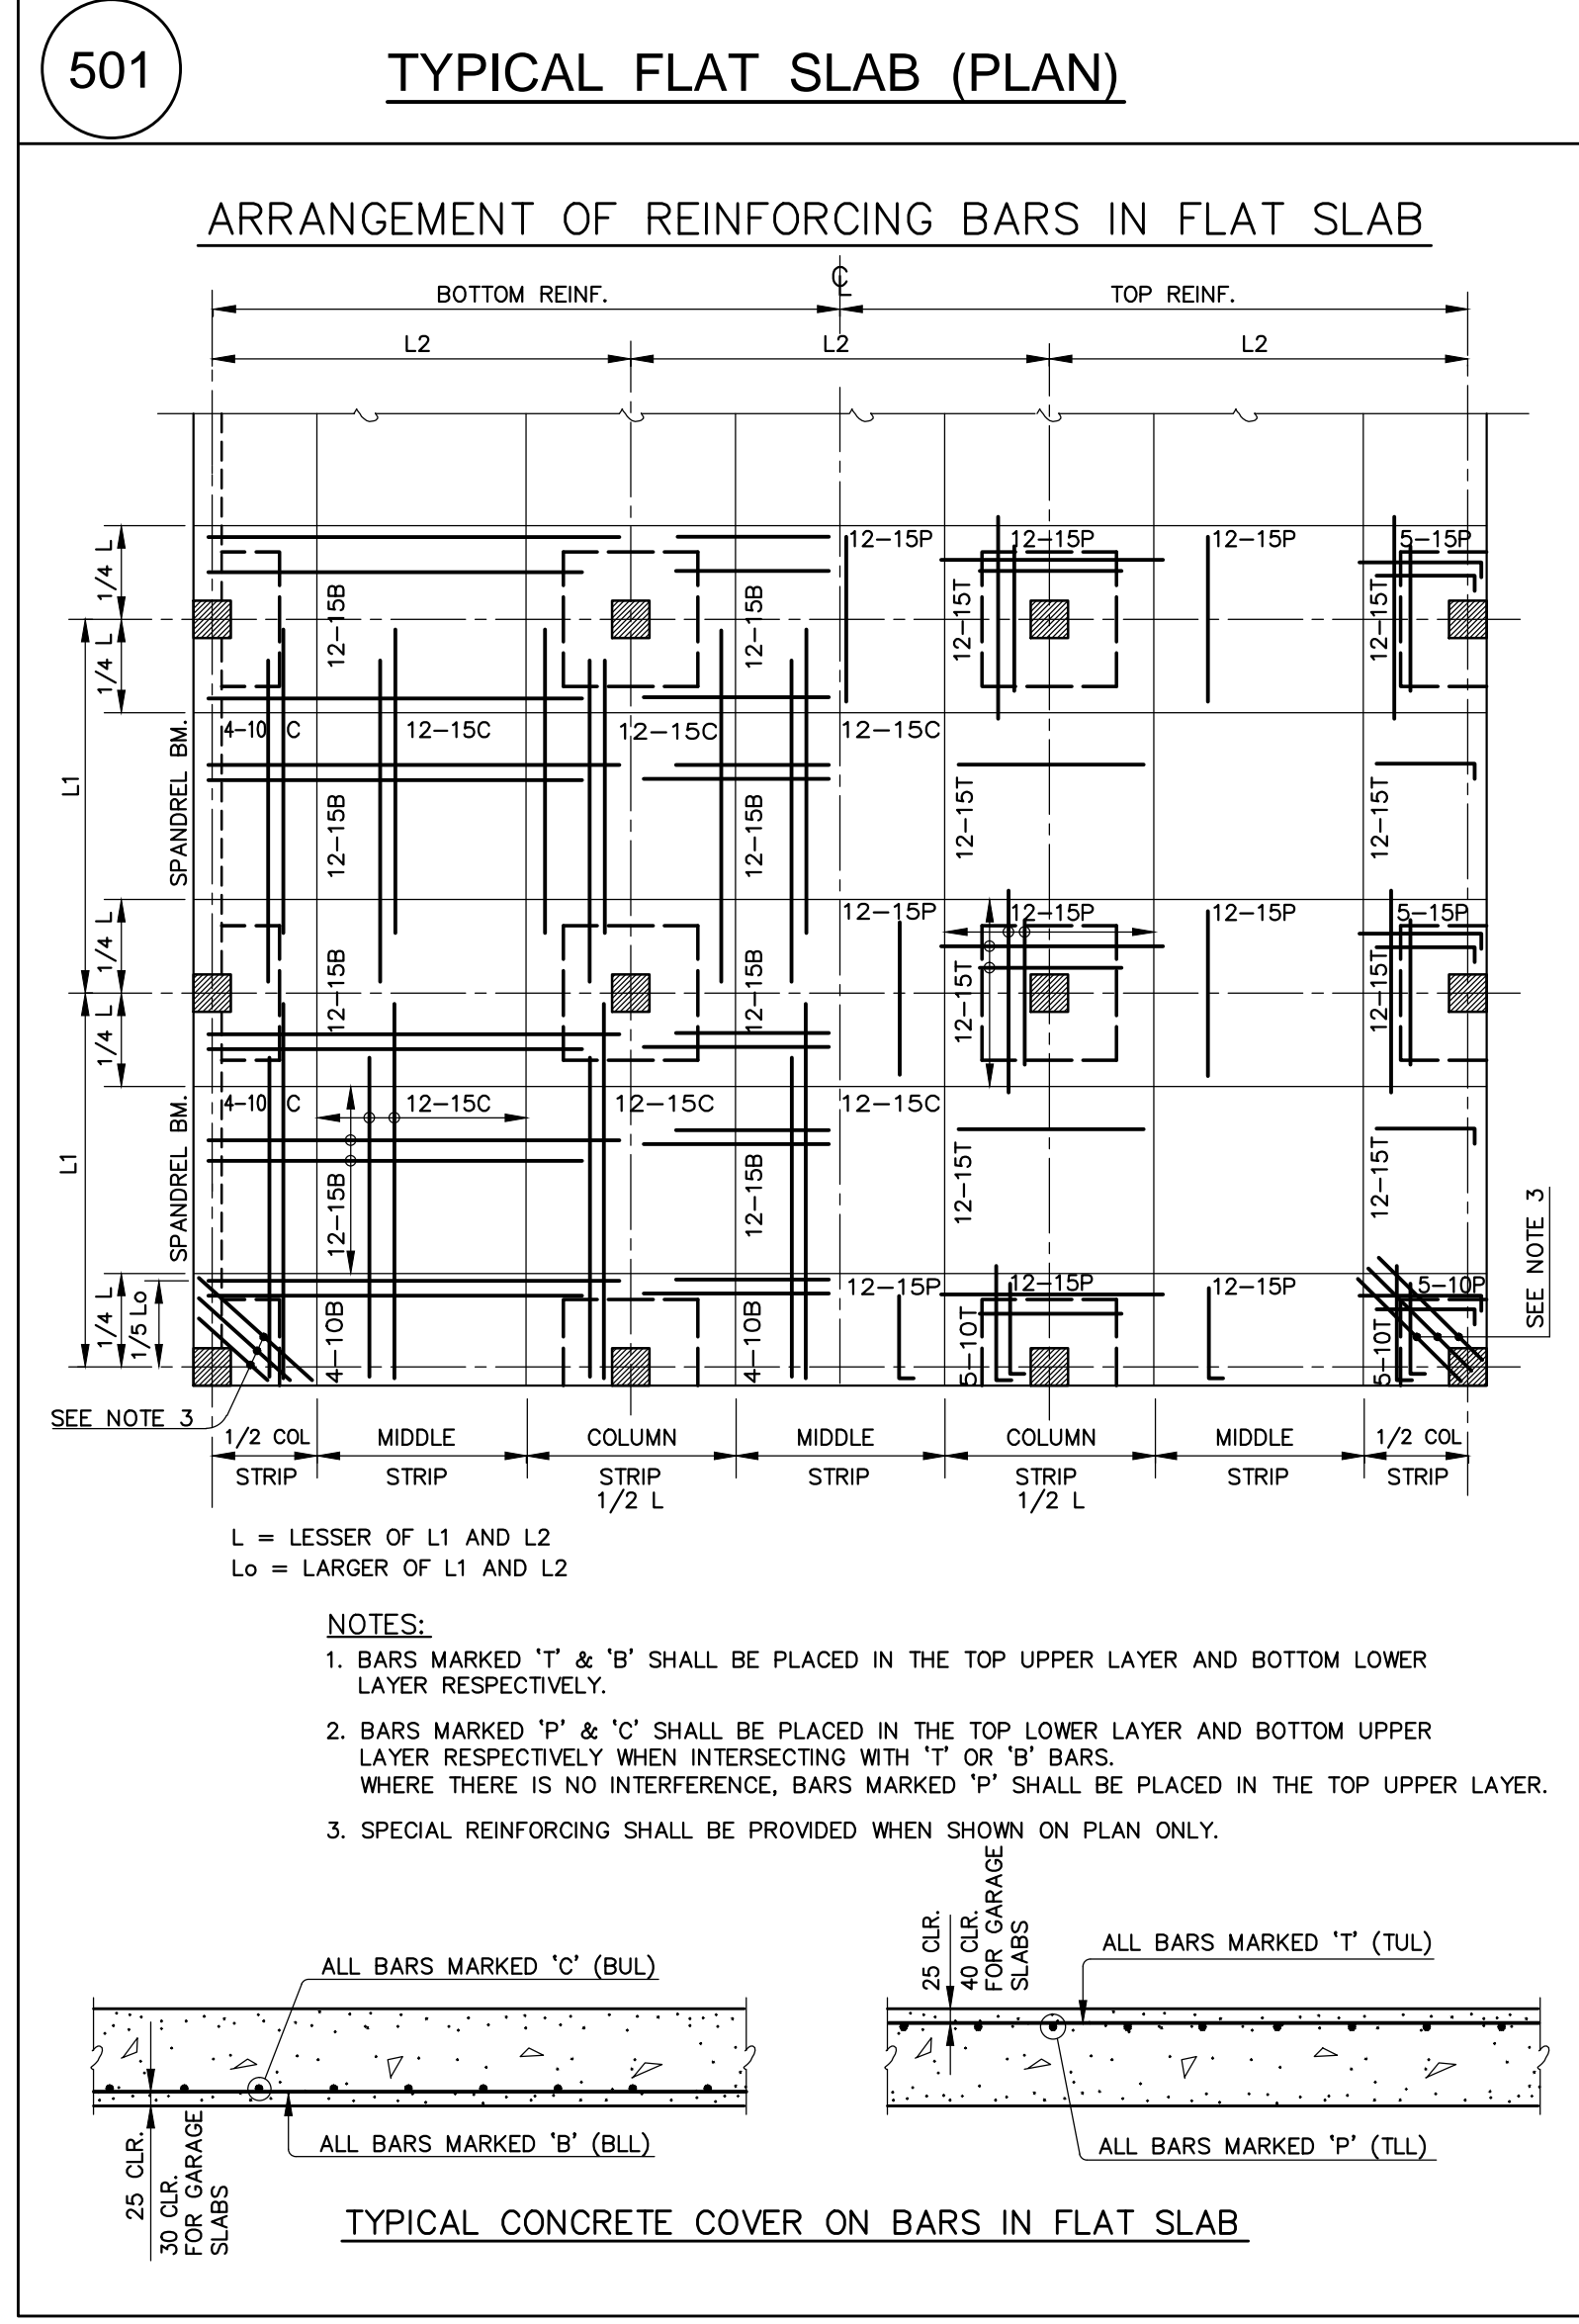 501
TYPICAL FLAT SLAB (PLAN)
ARRANGEMENT OF REINFORCING BARS IN FLAT SLAB
℄
BOTTOM REINF.
TOP REINF.
L2
L2
L2
1/4 L
1/4 L
L1
1/4 L
1/4 L
L1
1/4 L
1/5 Lo
SPANDREL BM.
SPANDREL BM.
12-15P
12-15P
12-15P
5-15P
12-15B
12-15B
12-15T
12-15T
4-10 C
12-15C
12-15C
12-15C
12-15B
12-15B
12-15T
12-15T
12-15P
12-15P
12-15P
5-15P
12-15B
12-15B
12-15T
12-15T
4-10 C
12-15C
12-15C
12-15C
12-15B
12-15B
12-15T
12-15T
12-15P
12-15P
12-15P
5-10P
4-10B
4-10B
5-10T
5-10T
SEE NOTE 3
SEE NOTE 3
1/2 COL
STRIP
MIDDLE
STRIP
COLUMN
STRIP
1/2 L
MIDDLE
STRIP
COLUMN
STRIP
1/2 L
MIDDLE
STRIP
1/2 COL
STRIP
L = LESSER OF L1 AND L2
Lo = LARGER OF L1 AND L2
NOTES:
1. BARS MARKED 'T' & 'B' SHALL BE PLACED IN THE TOP UPPER LAYER AND BOTTOM LOWER
LAYER RESPECTIVELY.
2. BARS MARKED 'P' & 'C' SHALL BE PLACED IN THE TOP LOWER LAYER AND BOTTOM UPPER
LAYER RESPECTIVELY WHEN INTERSECTING WITH 'T' OR 'B' BARS.
WHERE THERE IS NO INTERFERENCE, BARS MARKED 'P' SHALL BE PLACED IN THE TOP UPPER LAYER.
3. SPECIAL REINFORCING SHALL BE PROVIDED WHEN SHOWN ON PLAN ONLY.
ALL BARS MARKED 'C' (BUL)
ALL BARS MARKED 'B' (BLL)
25 CLR.
30 CLR.
FOR GARAGE
SLABS
25 CLR.
40 CLR.
FOR GARAGE
SLABS
ALL BARS MARKED 'T' (TUL)
ALL BARS MARKED 'P' (TLL)
TYPICAL CONCRETE COVER ON BARS IN FLAT SLAB